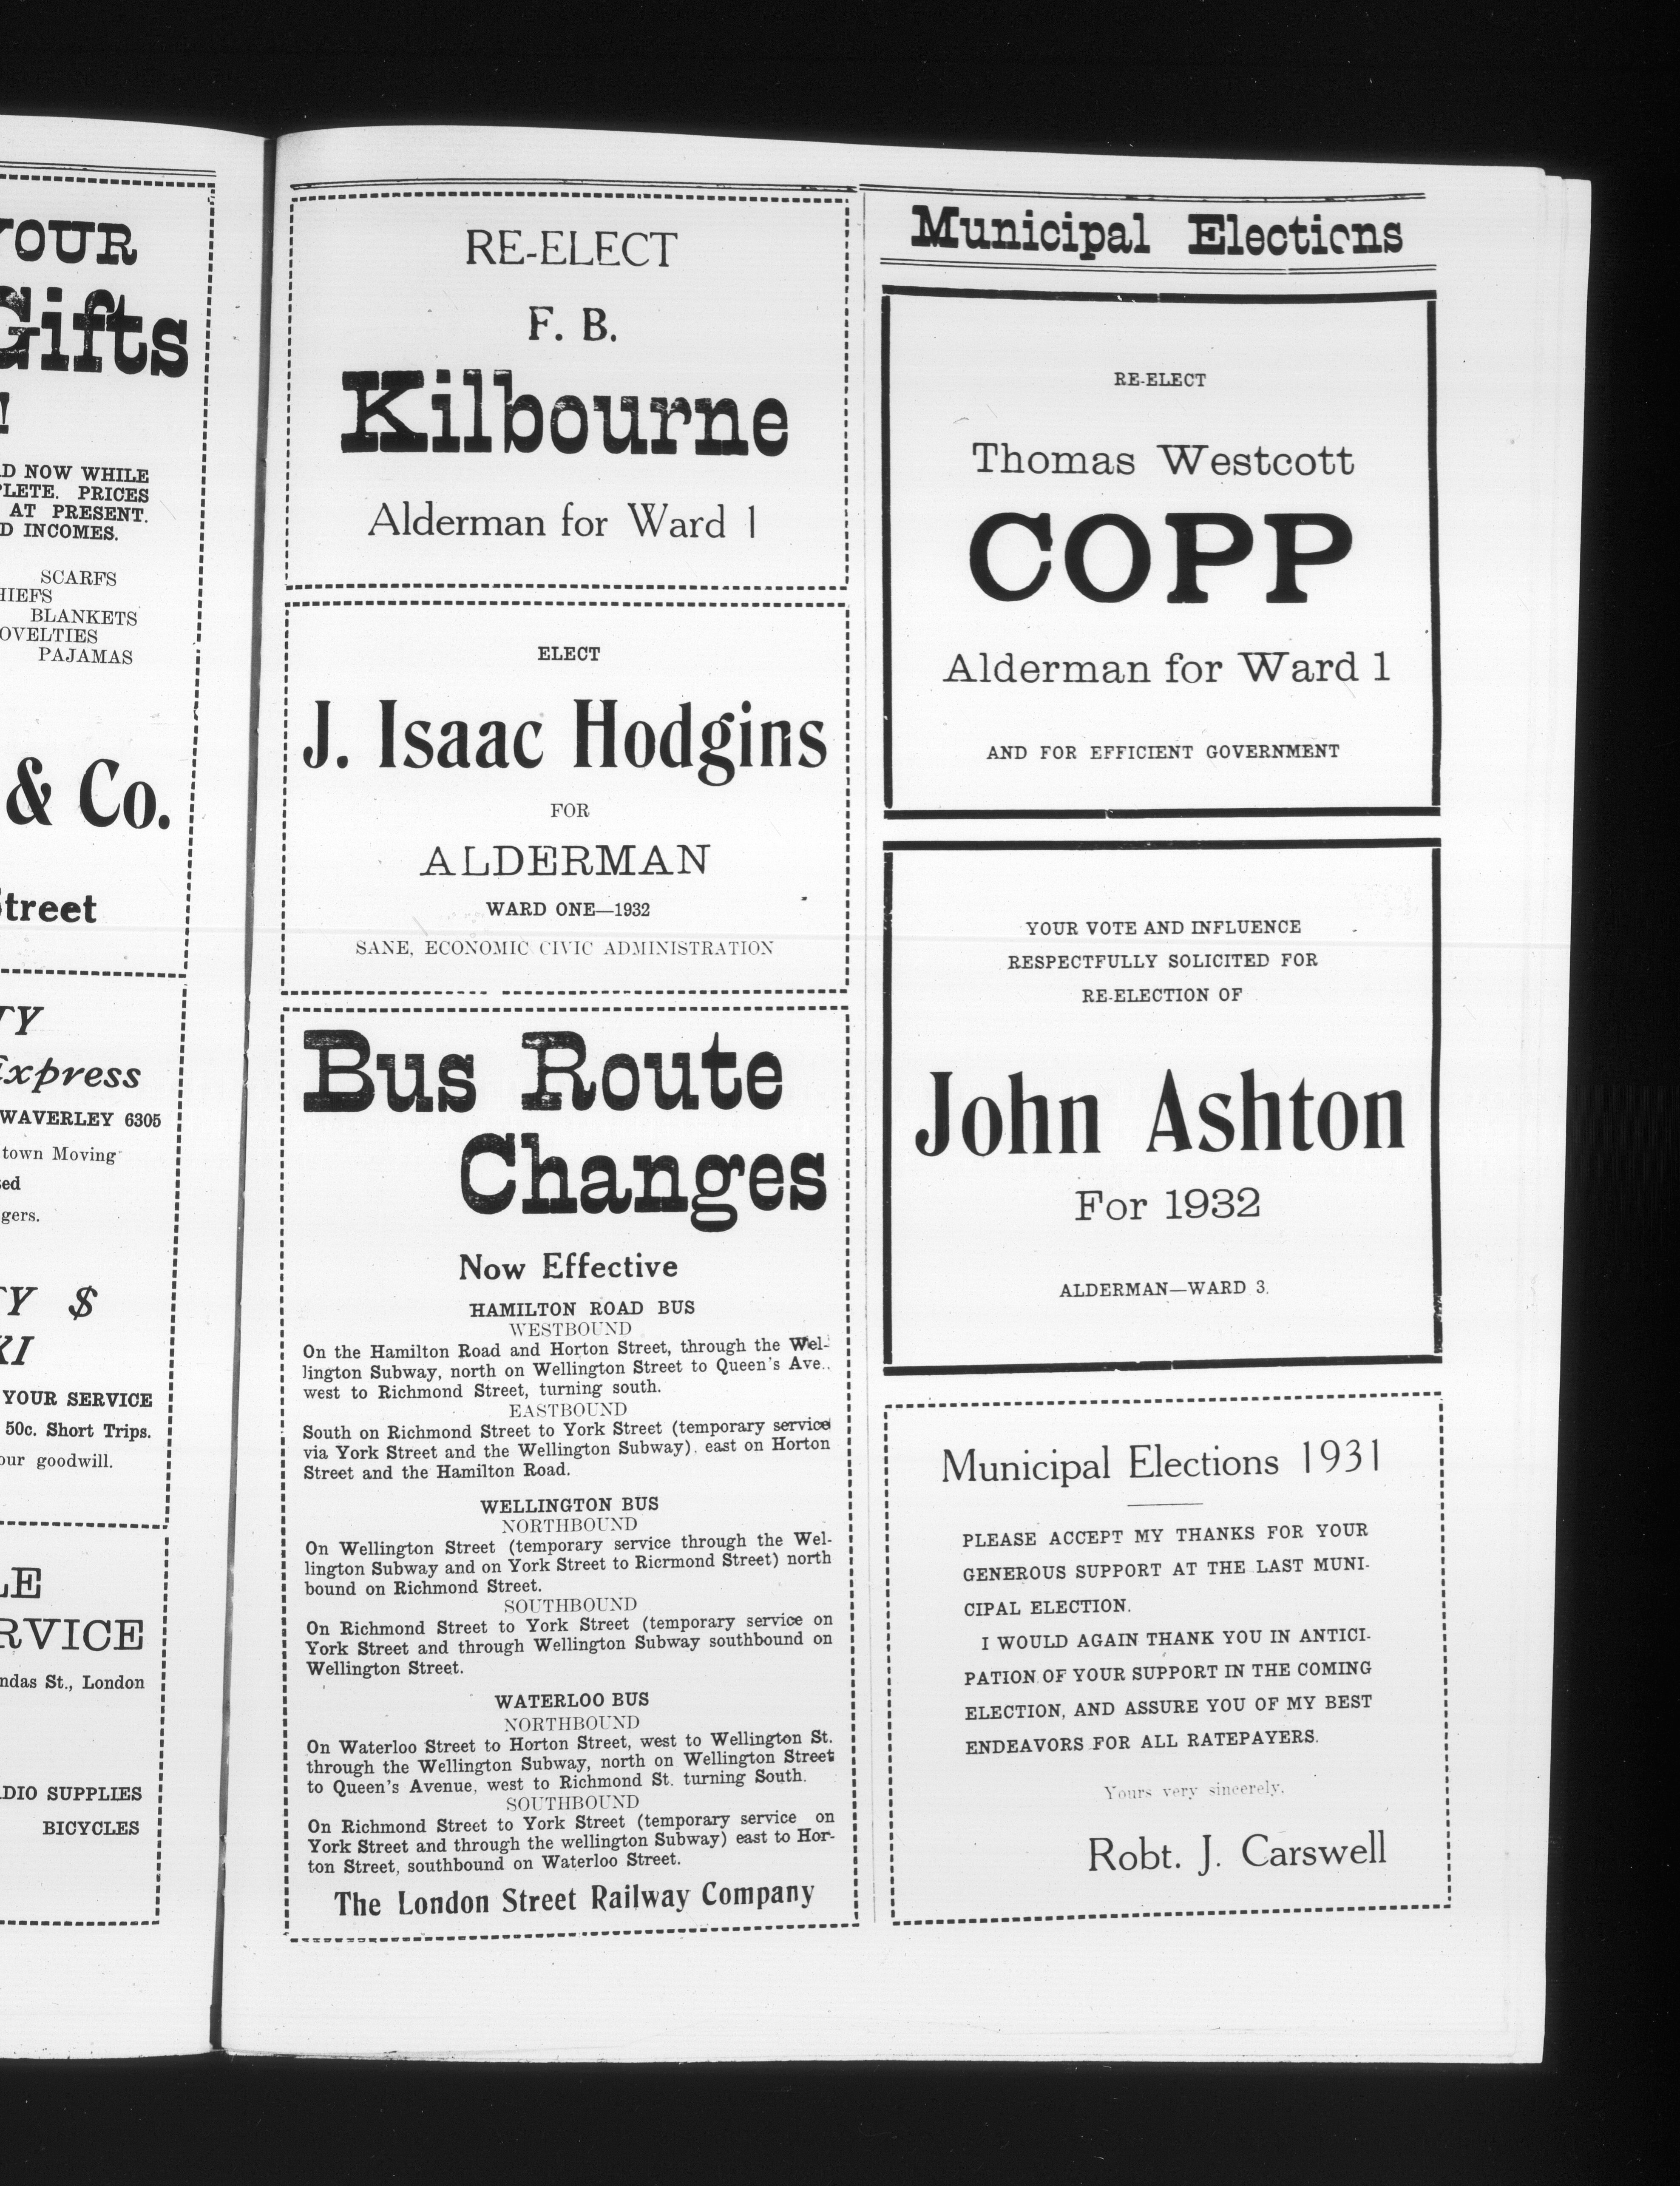 YOUR
Gifts
!
D NOW WHILE
PLETE. PRICES
AT PRESENT.
D INCOMES.
SCARFS
HIEFS
BLANKETS
OVELTIES
PAJAMAS
& Co.
Street
TY
Express
WAVERLEY 6305
town Moving
ed
gers.
TY $
KI
YOUR SERVICE
50c. Short Trips.
our goodwill.
LE
RVICE
ndas St., London
DIO SUPPLIES
BICYCLES
RE-ELECT
F. B.
Kilbourne
Alderman for Ward 1
ELECT
J. Isaac Hodgins
FOR
ALDERMAN
WARD ONE—1932
SANE, ECONOMIC CIVIC ADMINISTRATION
Bus Route
Changes
Now Effective
HAMILTON ROAD BUS
WESTBOUND
On the Hamilton Road and Horton Street, through the Wel-
lington Subway, north on Wellington Street to Queen's Ave.,
west to Richmond Street, turning south.
EASTBOUND
South on Richmond Street to York Street (temporary service
via York Street and the Wellington Subway), east on Horton
Street and the Hamilton Road.
WELLINGTON BUS
NORTHBOUND
On Wellington Street (temporary service through the Wel-
lington Subway and on York Street to Ricrmond Street) north
bound on Richmond Street.
SOUTHBOUND
On Richmond Street to York Street (temporary service on
York Street and through Wellington Subway southbound on
Wellington Street.
WATERLOO BUS
NORTHBOUND
On Waterloo Street to Horton Street, west to Wellington St.
through the Wellington Subway, north on Wellington Street
to Queen's Avenue, west to Richmond St. turning South.
SOUTHBOUND
On Richmond Street to York Street (temporary service on
York Street and through the wellington Subway) east to Hor-
ton Street, southbound on Waterloo Street.
The London Street Railway Company
Municipal Elections
RE-ELECT
Thomas Westcott
COPP
Alderman for Ward 1
AND FOR EFFICIENT GOVERNMENT
YOUR VOTE AND INFLUENCE
RESPECTFULLY SOLICITED FOR
RE-ELECTION OF
John Ashton
For 1932
ALDERMAN—WARD 3.
Municipal Elections 1931
PLEASE ACCEPT MY THANKS FOR YOUR
GENEROUS SUPPORT AT THE LAST MUNI-
CIPAL ELECTION.
I WOULD AGAIN THANK YOU IN ANTICI-
PATION OF YOUR SUPPORT IN THE COMING
ELECTION, AND ASSURE YOU OF MY BEST
ENDEAVORS FOR ALL RATEPAYERS.
Yours very sincerely,
Robt. J. Carswell